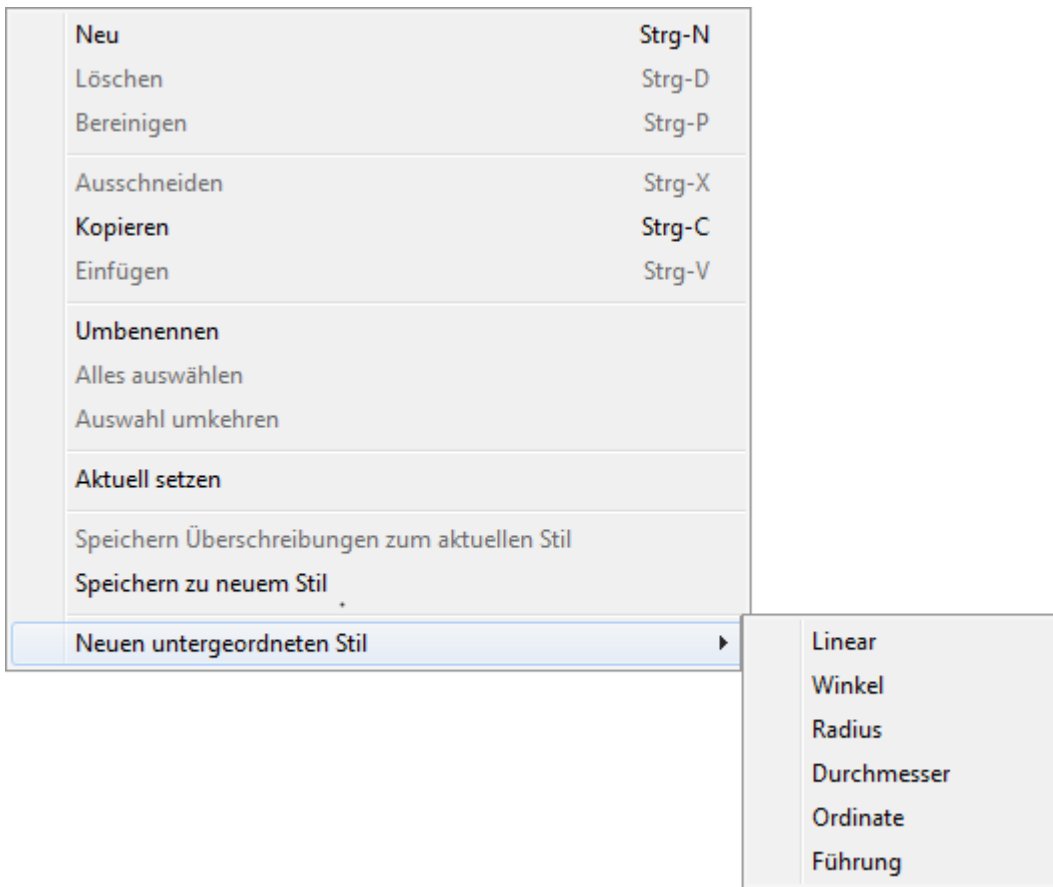 Neu Strg-N
Löschen Strg-D
Bereinigen Strg-P
Ausschneiden Strg-X
Kopieren Strg-C
Einfügen Strg-V
Umbenennen
Alles auswählen
Auswahl umkehren
Aktuell setzen
Speichern Überschreibungen zum aktuellen Stil
Speichern zu neuem Stil
Neuen untergeordneten Stil
Linear
Winkel
Radius
Durchmesser
Ordinate
Führung